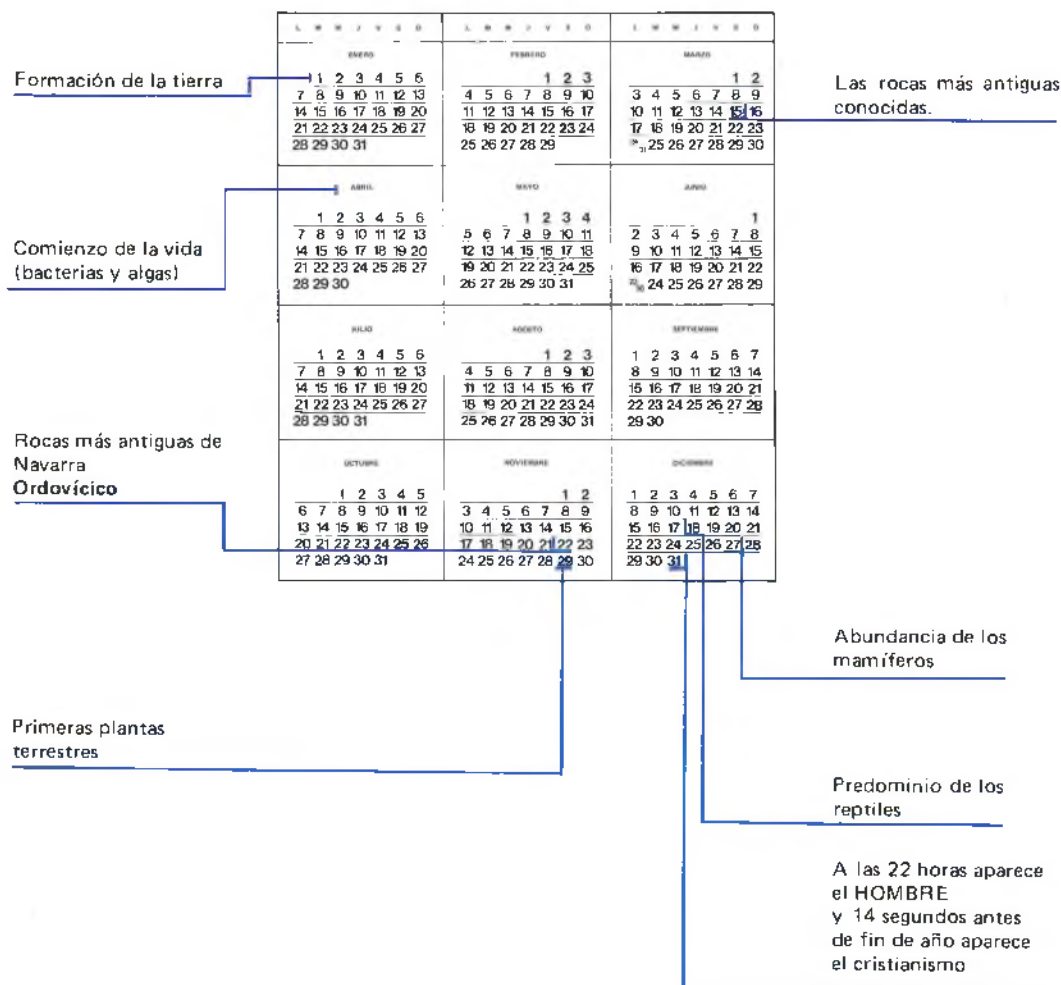 L M M J V S D
L M M J V S D
L M M J V S D
ENERO
1 2 3 4 5 6
7 8 9 10 11 12 13
14 15 16 17 18 19 20
21 22 23 24 25 26 27
28 29 30 31
FEBRERO
1 2 3
4 5 6 7 8 9 10
11 12 13 14 15 16 17
18 19 20 21 22 23 24
25 26 27 28 29
MARZO
1 2
3 4 5 6 7 8 9
10 11 12 13 14 15 16
17 18 19 20 21 22 23
24/31 25 26 27 28 29 30
ABRIL
1 2 3 4 5 6
7 8 9 10 11 12 13
14 15 16 17 18 19 20
21 22 23 24 25 26 27
28 29 30
MAYO
1 2 3 4
5 6 7 8 9 10 11
12 13 14 15 16 17 18
19 20 21 22 23 24 25
26 27 28 29 30 31
JUNIO
1
2 3 4 5 6 7 8
9 10 11 12 13 14 15
16 17 18 19 20 21 22
23/30 24 25 26 27 28 29
JULIO
1 2 3 4 5 6
7 8 9 10 11 12 13
14 15 16 17 18 19 20
21 22 23 24 25 26 27
28 29 30 31
AGOSTO
1 2 3
4 5 6 7 8 9 10
11 12 13 14 15 16 17
18 19 20 21 22 23 24
25 26 27 28 29 30 31
SEPTIEMBRE
1 2 3 4 5 6 7
8 9 10 11 12 13 14
15 16 17 18 19 20 21
22 23 24 25 26 27 28
29 30
OCTUBRE
1 2 3 4 5
6 7 8 9 10 11 12
13 14 15 16 17 18 19
20 21 22 23 24 25 26
27 28 29 30 31
NOVIEMBRE
1 2
3 4 5 6 7 8 9
10 11 12 13 14 15 16
17 18 19 20 21 22 23
24 25 26 27 28 29 30
DICIEMBRE
1 2 3 4 5 6 7
8 9 10 11 12 13 14
15 16 17 18 19 20 21
22 23 24 25 26 27 28
29 30 31
Formación de la tierra
Las rocas más antiguas
conocidas.
Comienzo de la vida
(bacterias y algas)
Rocas más antiguas de
Navarra
Ordovícico
Primeras plantas
terrestres
Abundancia de los
mamíferos
Predominio de los
reptiles
A las 22 horas aparece
el HOMBRE
y 14 segundos antes
de fin de año aparece
el cristianismo